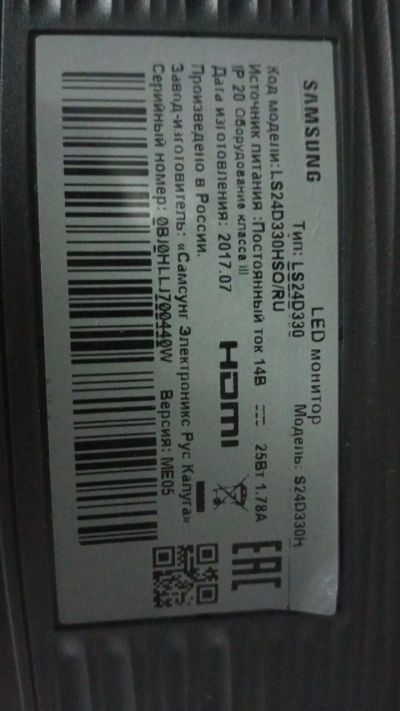 SAMSUNG
LED монитор
Тип: LS24D330 Модель: S24D330H
Код модели: LS24D330HSO/RU
Источник питания :Постоянный ток 14В 25Вт 1.78A
IP 20 Оборудование класса III
Дата изготовления: 2017.07
HDMI
EAC
Произведено в России.
Завод-изготовитель: «Самсунг Электроникс Рус Калуга»
Серийный номер: 0BJ0HLLJ700440W Версия: ME05